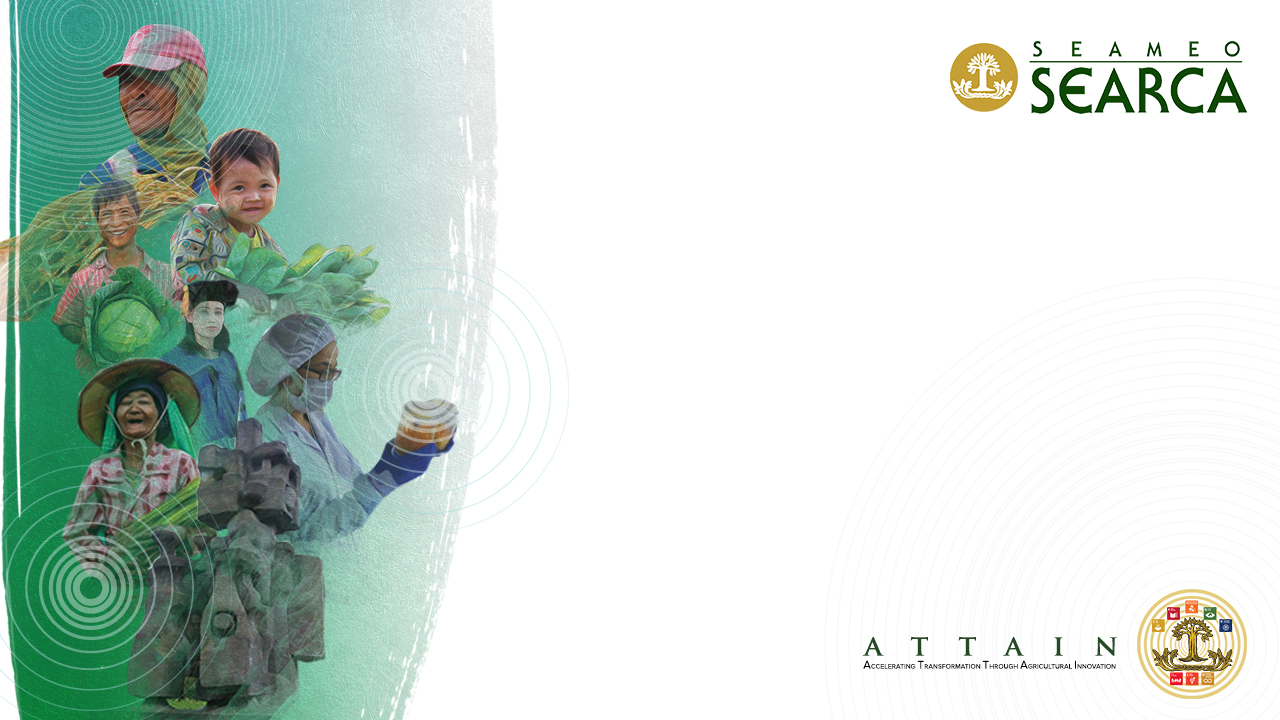 SEAMEO
SEARCA
ATTAIN
ACCELERATING TRANSFORMATION THROUGH AGRICULTURAL INNOVATION